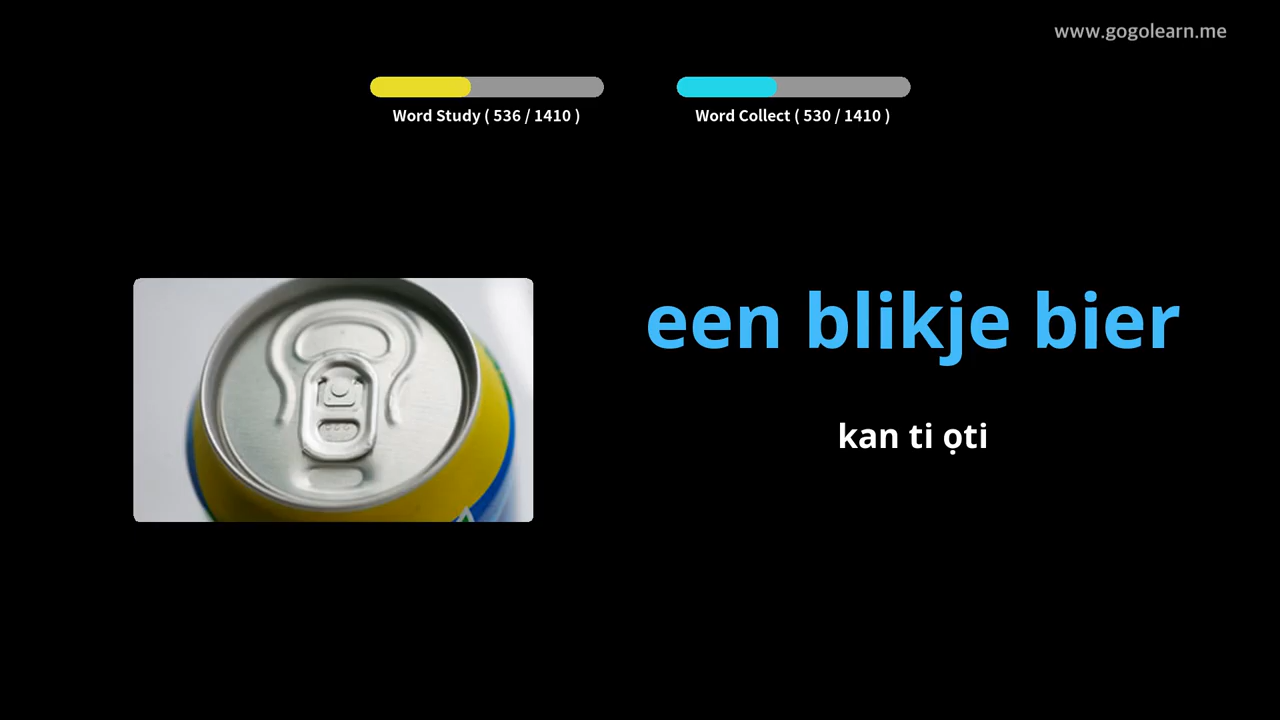 www.gogolearn.me
Word Study ( 536 / 1410 )
Word Collect ( 530 / 1410 )
een blikje bier
kan ti ọti